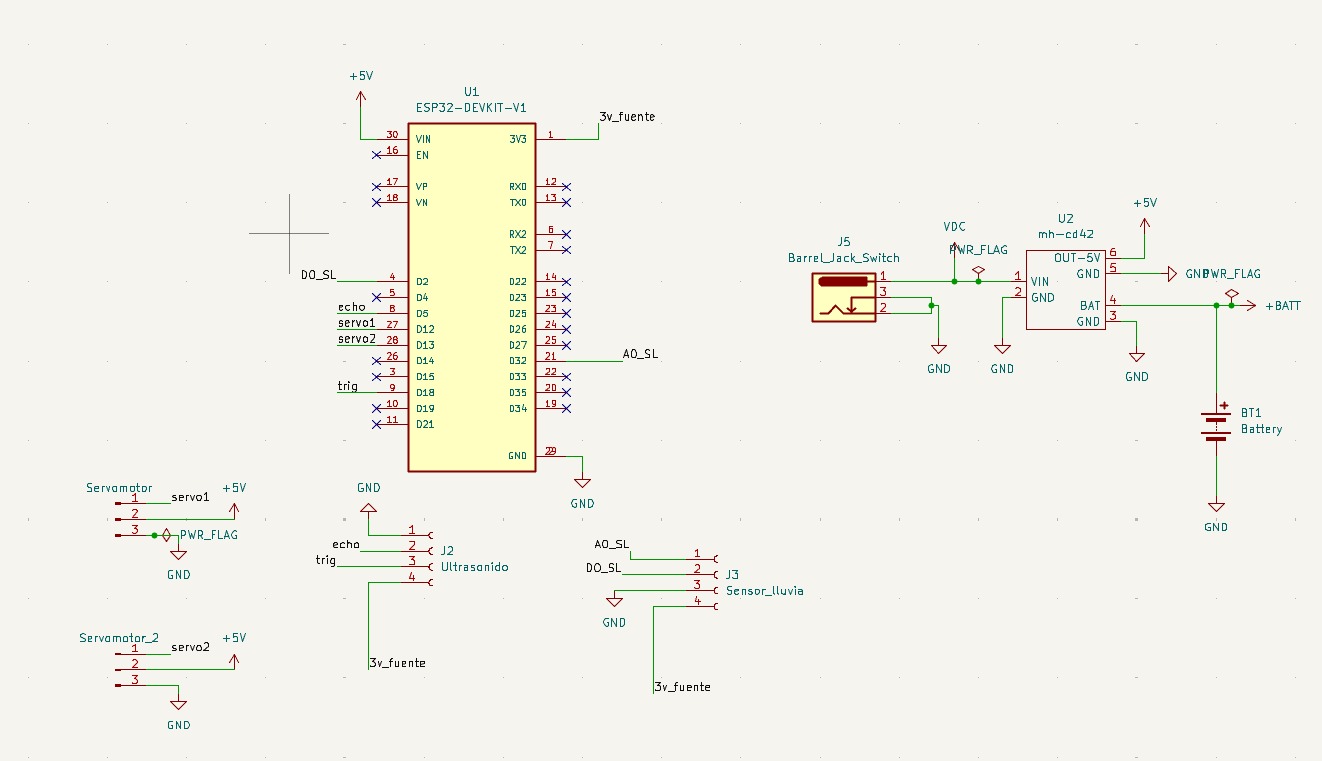 +5V
U1
ESP32-DEVKIT-V1
3v_fuente
30 VIN
16 EN
17 VP
18 VN
DO_SL 4 D2
5 D4
echo 8 D5
servo1 27 D12
servo2 28 D13
26 D14
3 D15
trig 9 D18
10 D19
11 D21
3V3 1
RX0 12
TX0 13
RX2 6
TX2 7
D22 14
D23 15
D25 23
D26 24
D27 25
D32 21 AO_SL
D33 22
D35 20
D34 19
GND
GND
J5
Barrel_Jack_Switch
1
3
2
GND
VDC
PWR_FLAG
U2
mh-cd42
1 VIN
2 GND
GND
OUT-5V 6
GND 5
BAT 4
GND 3
+5V
GND
PWR_FLAG
+BATT
GND
BT1
Battery
GND
Servomotor
1 servo1
2 +5V
3 PWR_FLAG
GND
Servomotor_2
1 servo2
2 +5V
3
GND
GND
1
echo 2
trig 3
4
J2
Ultrasonido
3v_fuente
AO_SL 1
DO_SL 2
3
4
GND
J3
Sensor_lluvia
3v_fuente